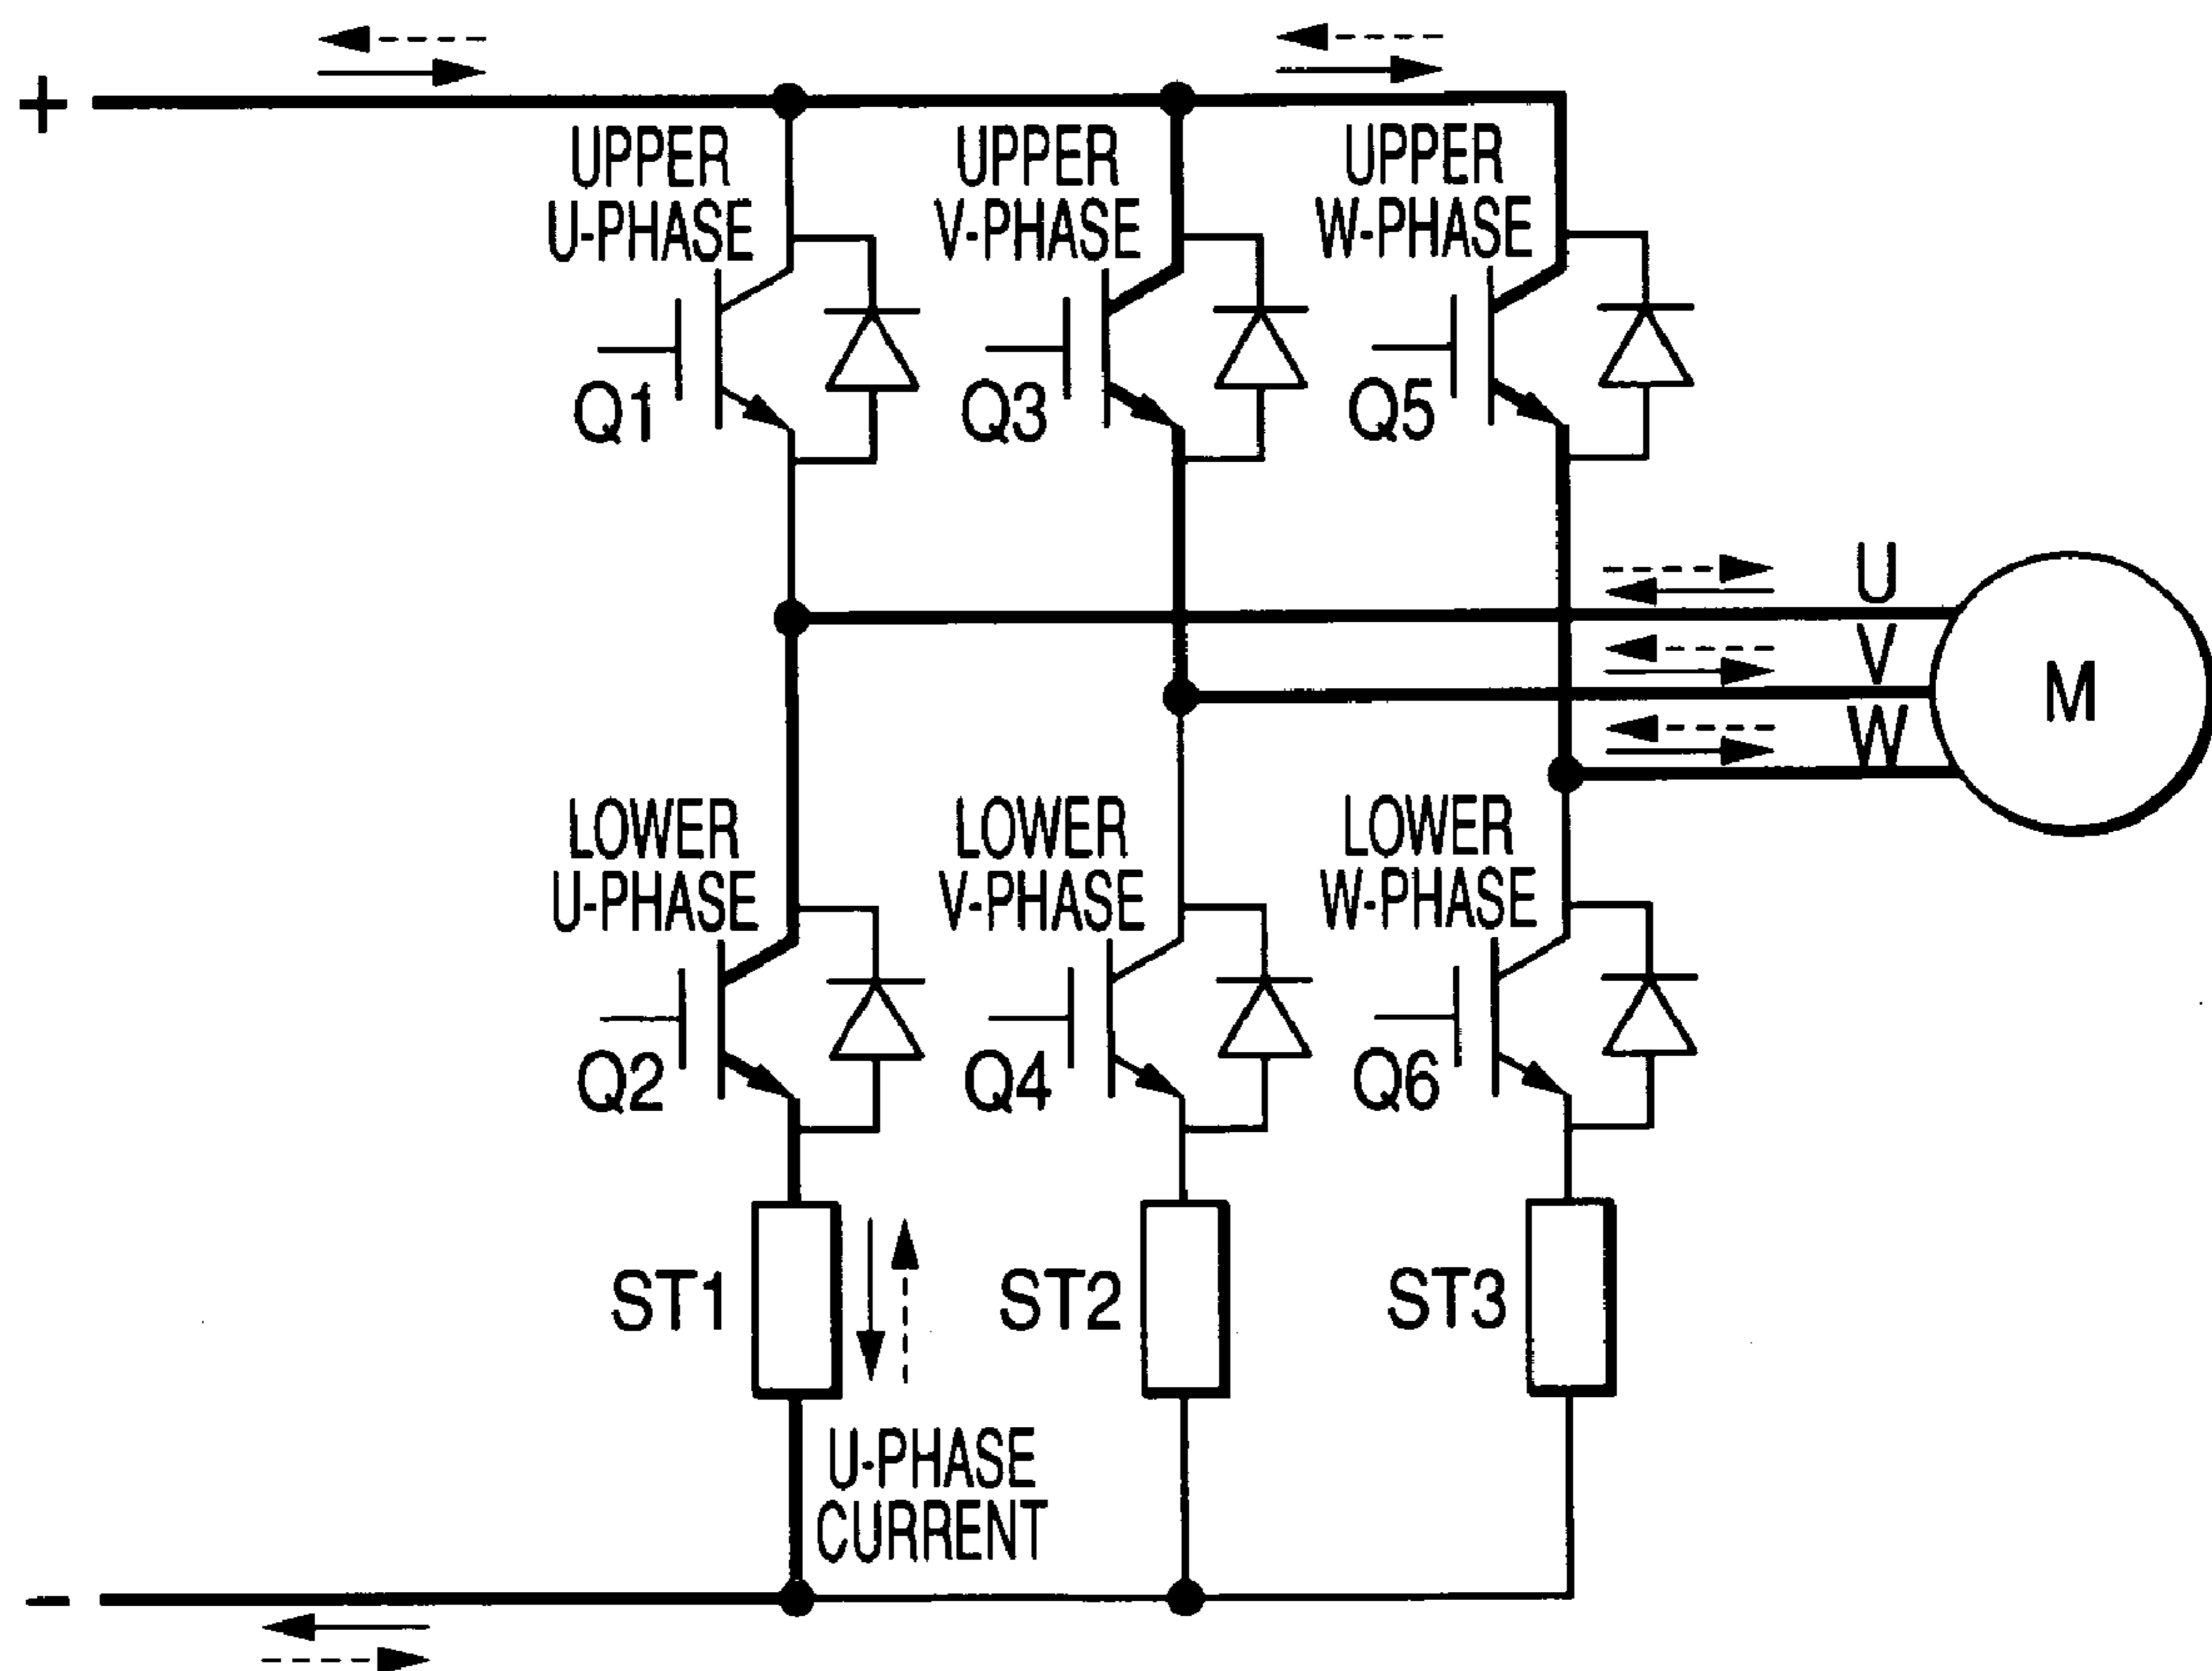 +
UPPER
U-PHASE
UPPER
V-PHASE
UPPER
W-PHASE
Q1
Q3
Q5
U
V
W
M
LOWER
U-PHASE
LOWER
V-PHASE
LOWER
W-PHASE
Q2
Q4
Q6
ST1
ST2
ST3
U-PHASE
CURRENT
-